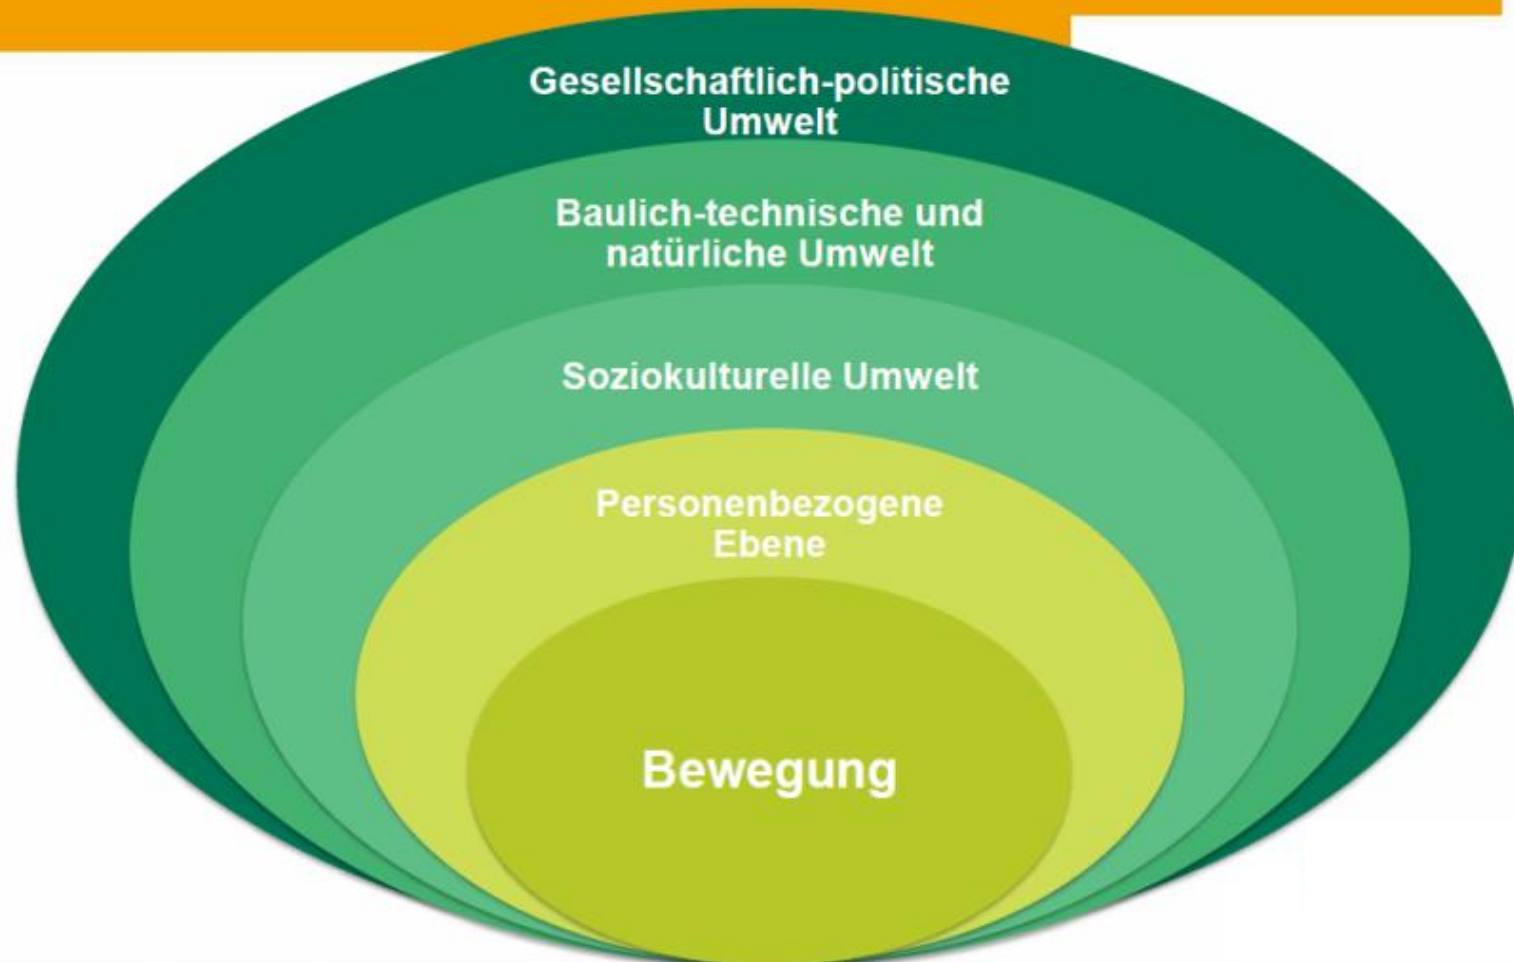 Gesellschaftlich-politische
Umwelt
Baulich-technische und
natürliche Umwelt
Soziokulturelle Umwelt
Personenbezogene
Ebene
Bewegung